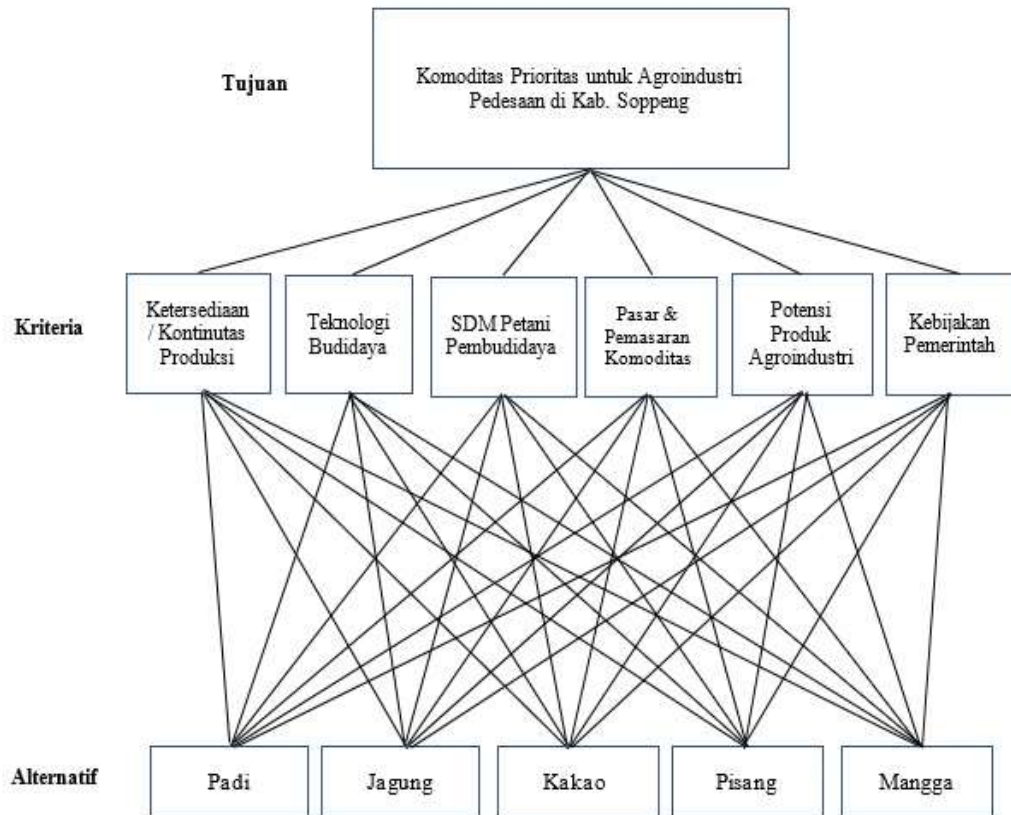 Tujuan
Komoditas Prioritas untuk Agroindustri
Pedesaan di Kab. Soppeng
Kriteria
Ketersediaan
/ Kontinutas
Produksi
Teknologi
Budidaya
SDM Petani
Pembudidaya
Pasar &
Pemasaran
Komoditas
Potensi
Produk
Agroindustri
Kebijakan
Pemerintah
Alternatif
Padi
Jagung
Kakao
Pisang
Mangga